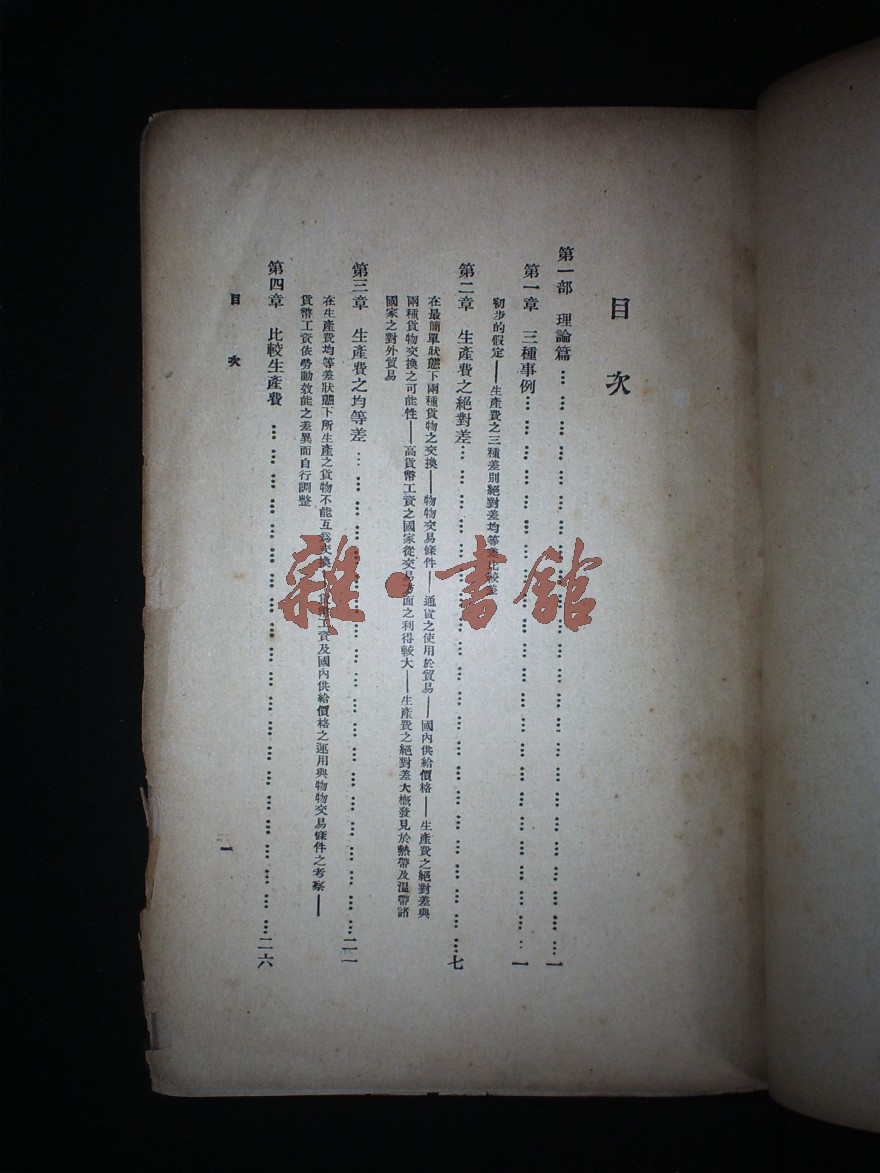 目次
第一部 理論篇……一
第一章 三種事例……一
初步的假定——生產費之三種差別絕對差均等差比較差
第二章 生產費之絕對差……七
在最簡單狀態下兩種貨物之交換——物物交易條件——通貨之使用於貿易——國內供給價格——生產費之絕對差與
兩種貨物交換之可能性——高貨幣工資之國家從交易方面之利得較大——生產費之絕對差大概發見於熱帶及溫帶諸
國家之對外貿易
第三章 生產費之均等差……二一
在生產費均等差狀態下所生產之貨物不能互爲交換——貨幣工資及國內供給價格之運用與物物交易條件之考察——
貨幣工資依勞動效能之差異而自行調整
第四章 比較生產費……二六
目次
一
雜·書館